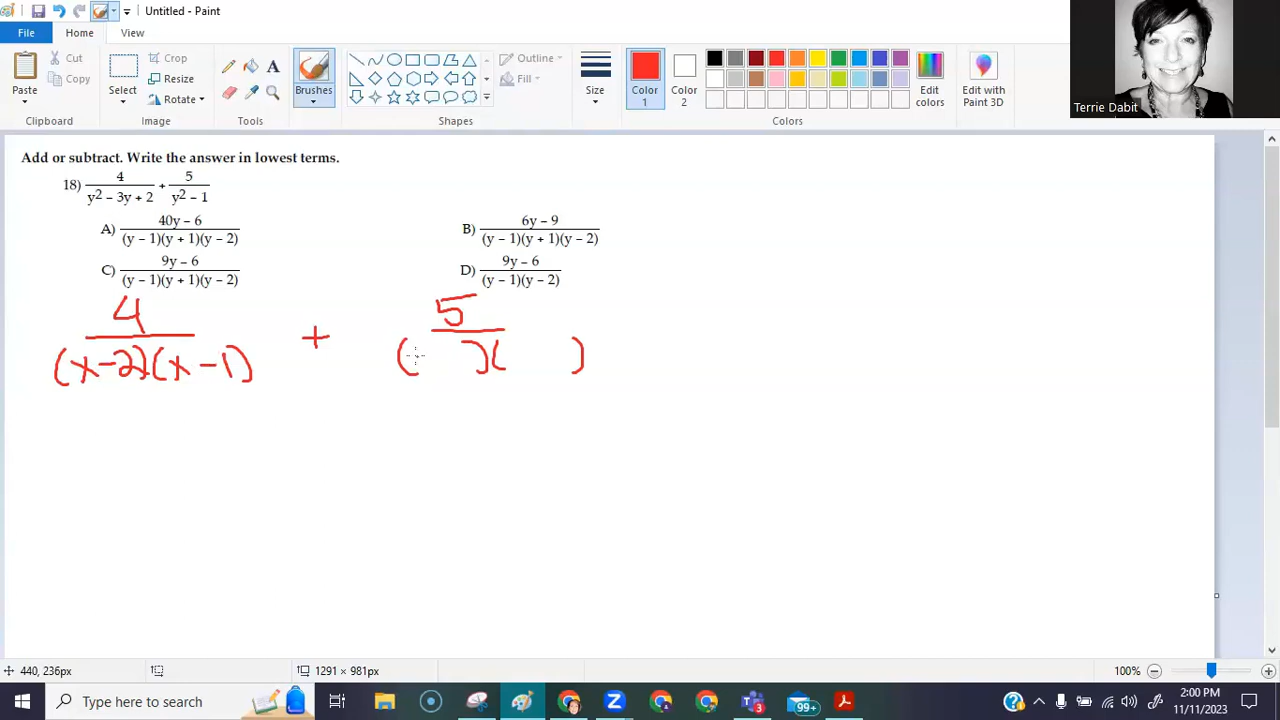 Untitled - Paint
File Home View
Paste Cut Copy Select Crop Resize Rotate A Brushes Outline Fill Size Color 1 Color 2 Edit colors Edit with Paint 3D
Clipboard Image Tools Shapes Colors
Terrie Dabit
Add or subtract. Write the answer in lowest terms.
18) 4/(y² – 3y + 2) + 5/(y² – 1)
A) (40y – 6)/((y – 1)(y + 1)(y – 2)) B) (6y – 9)/((y – 1)(y + 1)(y – 2))
C) (9y – 6)/((y – 1)(y + 1)(y – 2)) D) (9y – 6)/((y – 1)(y – 2))
4/((x-2)(x-1)) + 5/(( )( ))
440, 236px 1291 × 981px 100%
Type here to search 3 99+ 2:00 PM
11/11/2023